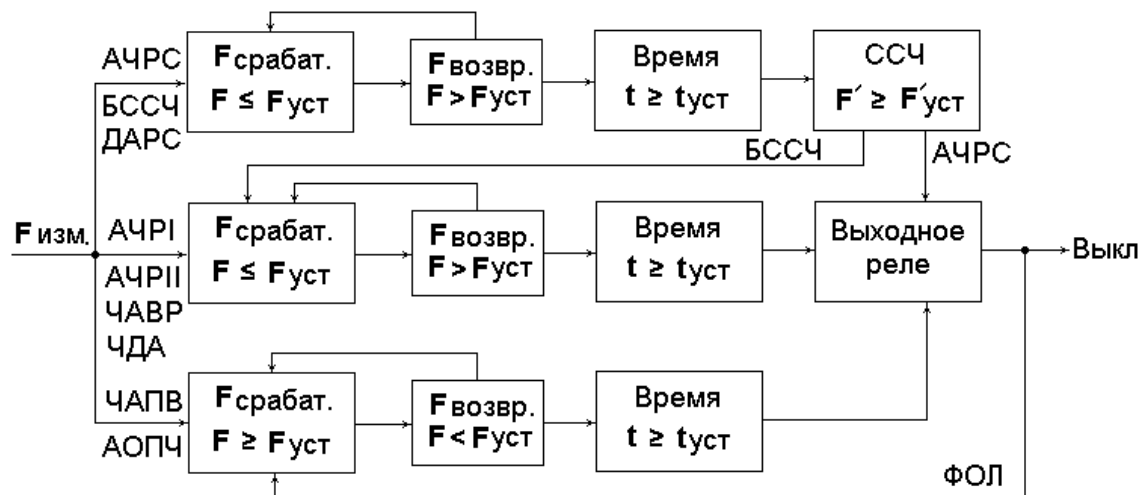 АЧРС
БССЧ
ДАРС
Fсрабат.
F ≤ Fуст
Fвозвр.
F > Fуст
Время
t ≥ tуст
ССЧ
F´ ≥ F´уст
БССЧ
АЧРС
F изм.
АЧРI
АЧРII
ЧАВР
ЧДА
Fсрабат.
F ≤ Fуст
Fвозвр.
F > Fуст
Время
t ≥ tуст
Выходное
реле
Выкл
ЧАПВ
АОПЧ
Fсрабат.
F ≥ Fуст
Fвозвр.
F < Fуст
Время
t ≥ tуст
ФОЛ